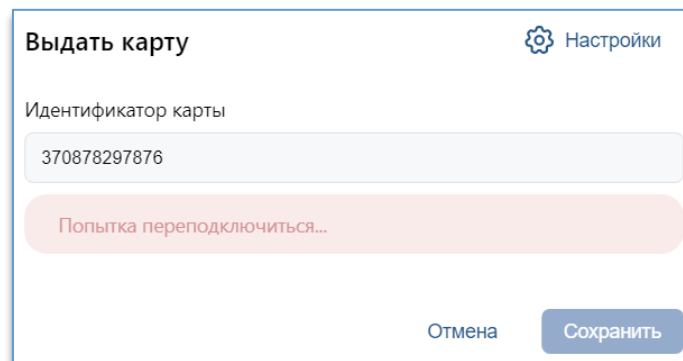 Выдать карту
Настройки
Идентификатор карты
370878297876
Попытка переподключиться...
Отмена
Сохранить